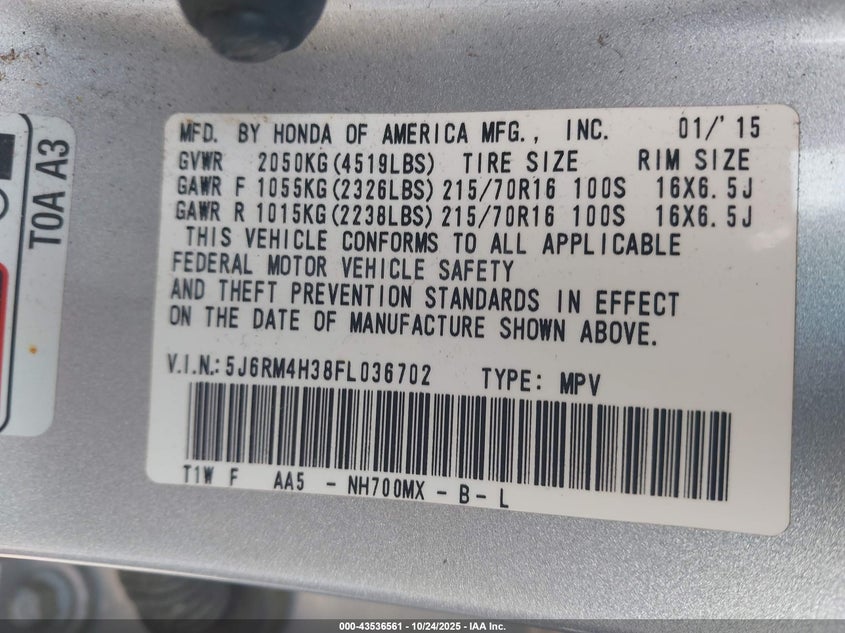 TOA A3
MFD. BY HONDA OF AMERICA MFG., INC. 01/'15
GVWR 2050KG(4519LBS) TIRE SIZE RIM SIZE
GAWR F 1055KG(2326LBS) 215/70R16 100S 16X6.5J
GAWR R 1015KG(2238LBS) 215/70R16 100S 16X6.5J
THIS VEHICLE CONFORMS TO ALL APPLICABLE
FEDERAL MOTOR VEHICLE SAFETY
AND THEFT PREVENTION STANDARDS IN EFFECT
ON THE DATE OF MANUFACTURE SHOWN ABOVE.
V.I.N.: 5J6RM4H38FL036702 TYPE: MPV
T1W F AA5 - NH700MX - B - L
000-43536561 | 10/24/2025 | IAA Inc.